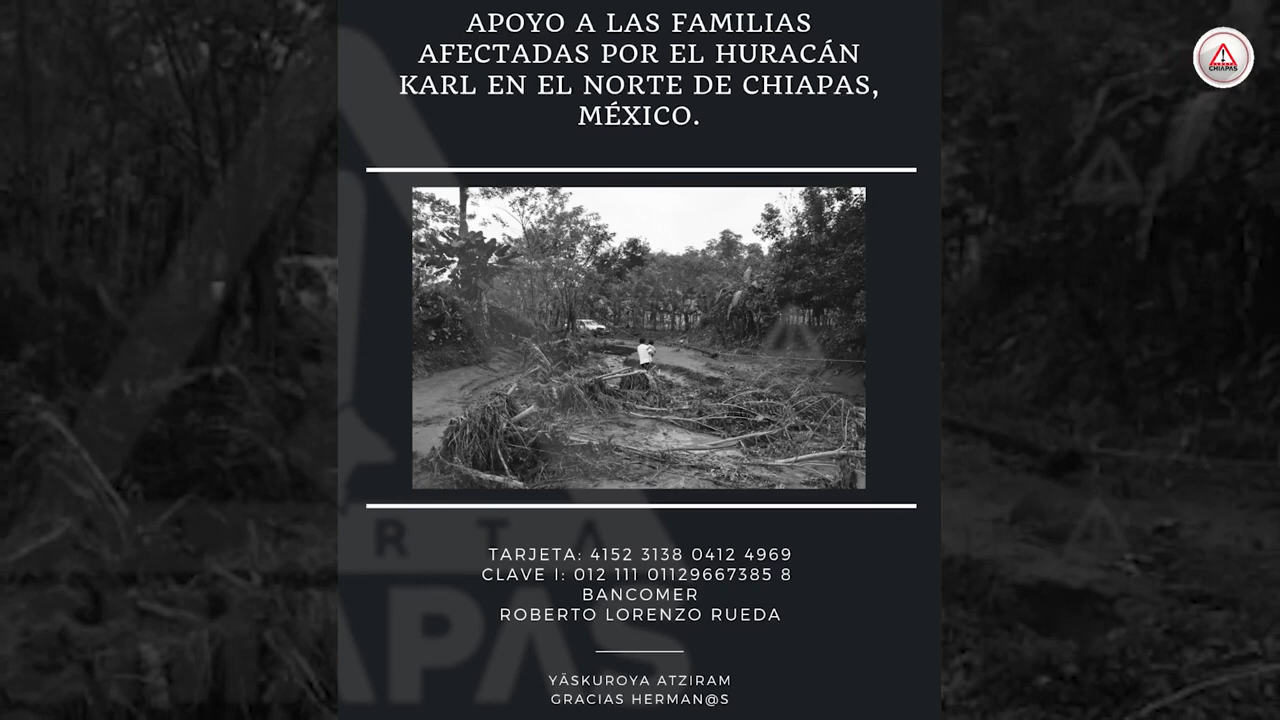 APOYO A LAS FAMILIAS
AFECTADAS POR EL HURACÁN
KARL EN EL NORTE DE CHIAPAS,
MÉXICO.
CHIAPAS
TARJETA: 4152 3138 0412 4969
CLAVE I: 012 111 01129667385 8
BANCOMER
ROBERTO LORENZO RUEDA
YÄSKUROYA ATZIRAM
GRACIAS HERMAN@S